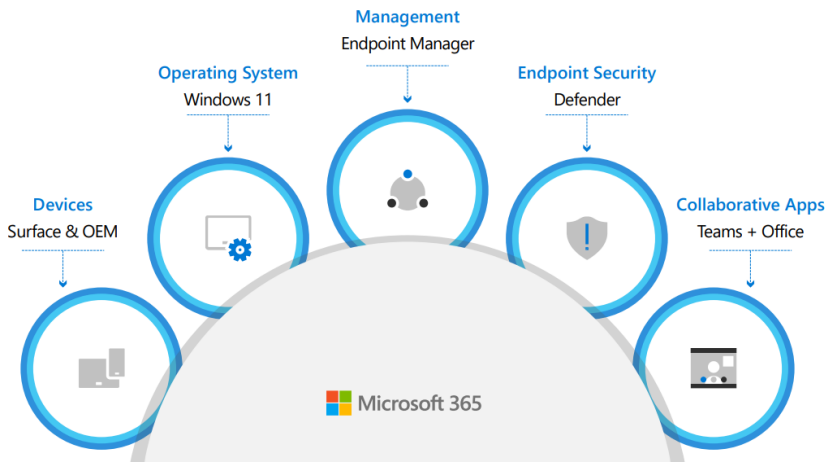 Management
Endpoint Manager
Operating System
Windows 11
Endpoint Security
Defender
Devices
Surface & OEM
Collaborative Apps
Teams + Office
Microsoft 365